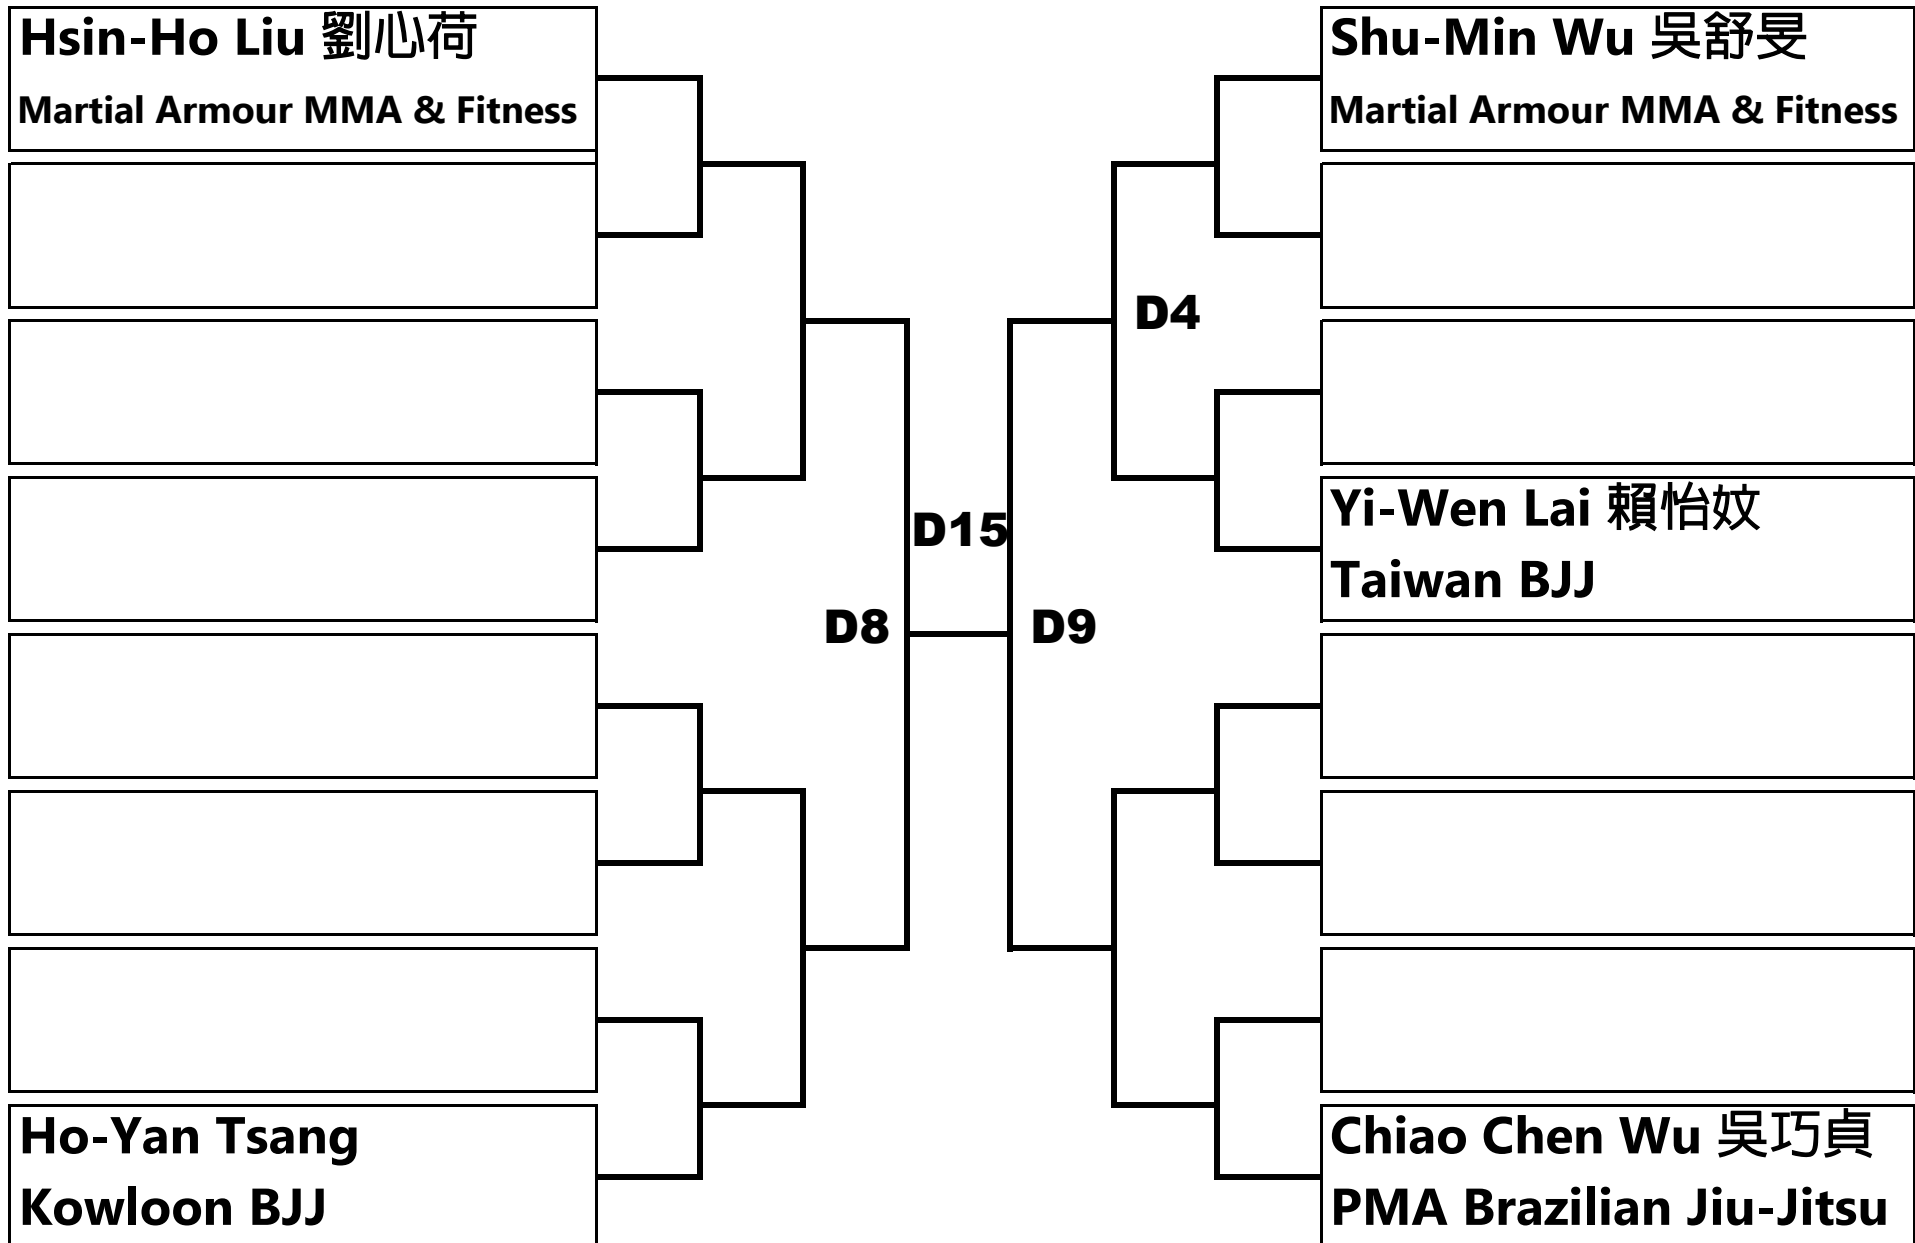 Hsin-Ho Liu 劉心荷
Martial Armour MMA & Fitness
Shu-Min Wu 吳舒旻
Martial Armour MMA & Fitness
D4
Yi-Wen Lai 賴怡妏
Taiwan BJJ
D15
D8
D9
Ho-Yan Tsang
Kowloon BJJ
Chiao Chen Wu 吳巧貞
PMA Brazilian Jiu-Jitsu